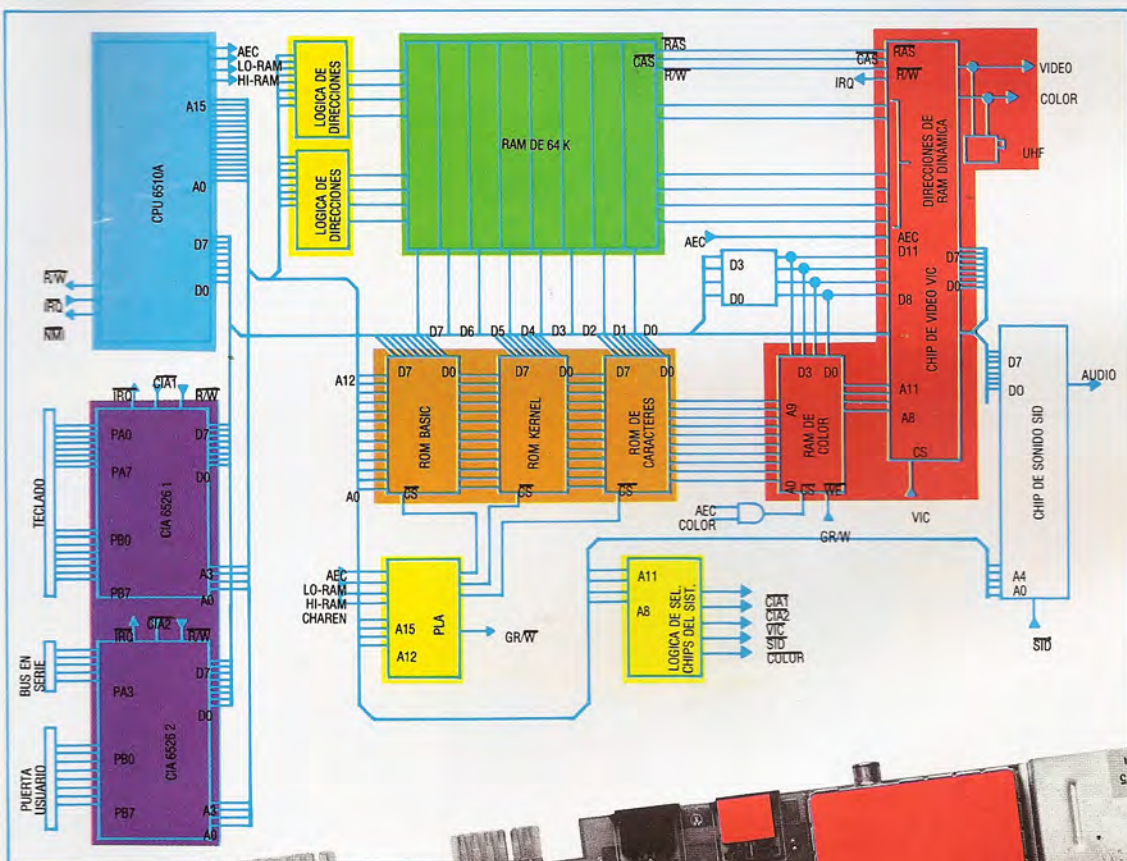 AEC
LO-RAM
HI-RAM
A15
A0
CPU 6510A
D7
D0
R/W
IRQ
NMI
LOGICA DE
DIRECCIONES
LOGICA DE
DIRECCIONES
RAM DE 64 K
RAS
CAS
R/W
CAS
RAS
R/W
IRQ
VIDEO
COLOR
UHF
DIRECCIONES DE
RAM DINAMICA
AEC
AEC
D11
D8
D7
D0
CHIP DE VIDEO VIC
A11
A8
CS
VIC
D3
D0
D7 D6 D5 D4 D3 D2 D1 D0
A12
A0
D7 D0
ROM BASIC
CS
D7 D0
ROM KERNEL
CS
D7 D0
ROM DE
CARACTERES
CS
D3 D0
A9
RAM DE
COLOR
A0
CS
WE
AEC
COLOR
GR/W
D7
D0
CHIP DE SONIDO SID
AUDIO
A4
A0
SID
IRQ
CIA1
R/W
PA0
PA7
PB0
PB7
D7
D0
A3
A0
CIA 6526 1
TECLADO
IRQ
CIA2
R/W
PA3
PB0
PB7
D7
D0
A3
A0
CIA 6526 2
BUS EN
SERIE
PUERTA
USUARIO
AEC
LO-RAM
HI-RAM
CHAREN
A15
A12
PLA
GR/W
A11
A8
LOGICA DE SEL.
CHIPS DEL SIST.
CIA1
CIA2
VIC
SID
COLOR